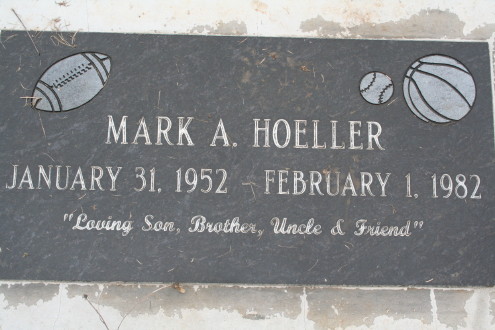 MARK A. HOELLER
JANUARY 31, 1952 - FEBRUARY 1, 1982
"Loving Son, Brother, Uncle & Friend"